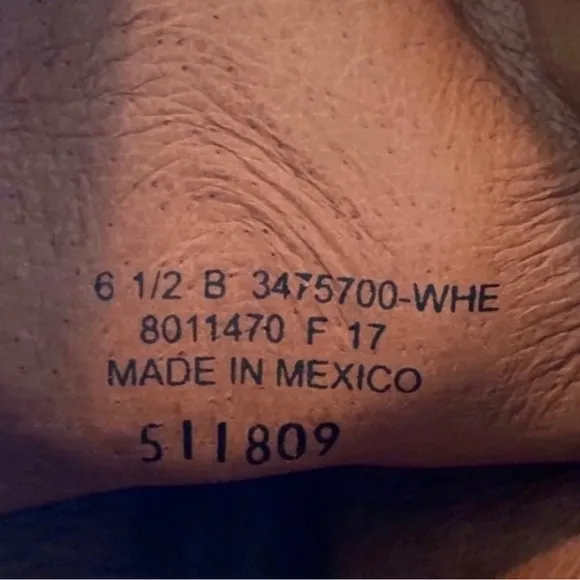 6 1/2 B 3475700-WHE
8011470 F 17
MADE IN MEXICO
511809